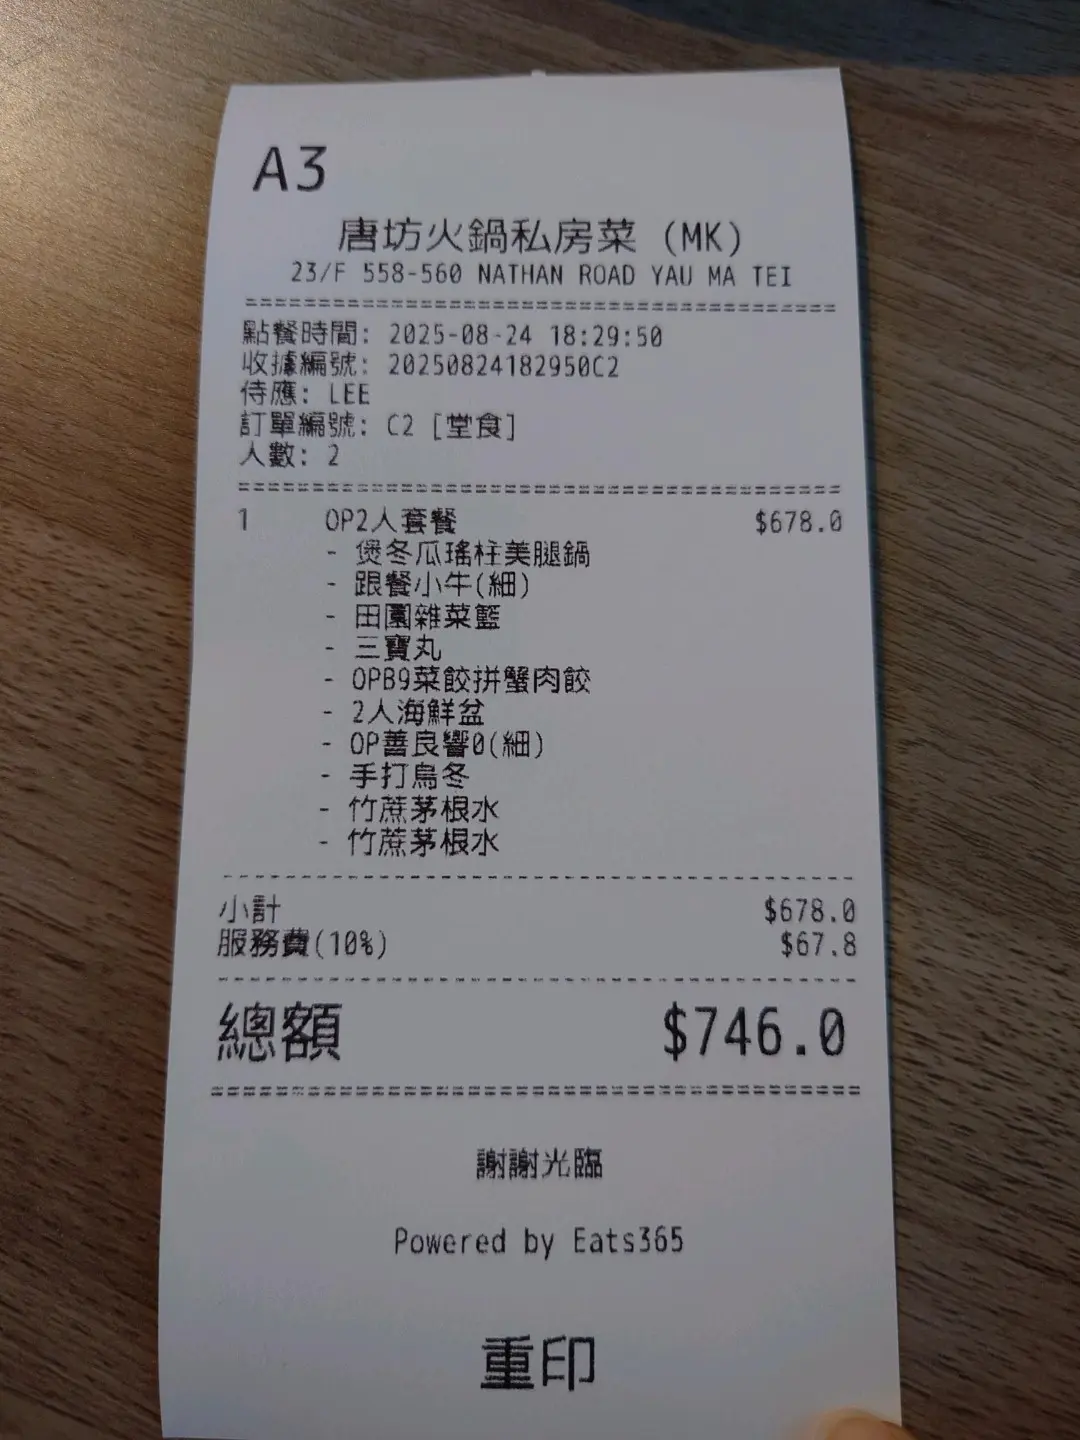 A3
唐坊火鍋私房菜 (MK)
23/F 558-560 NATHAN ROAD YAU MA TEI
點餐時間: 2025-08-24 18:29:50
收據編號: 20250824182950C2
侍應: LEE
訂單編號: C2 [堂食]
人數: 2
1 OP2人套餐 $678.0
- 煲冬瓜瑤柱美腿鍋
- 跟餐小牛(細)
- 田園雜菜籃
- 三寶丸
- OPB9菜餃拼蟹肉餃
- 2人海鮮盆
- OP善良響0(細)
- 手打烏冬
- 竹蔗茅根水
- 竹蔗茅根水
小計 $678.0
服務費(10%) $67.8
總額 $746.0
謝謝光臨
Powered by Eats365
重印